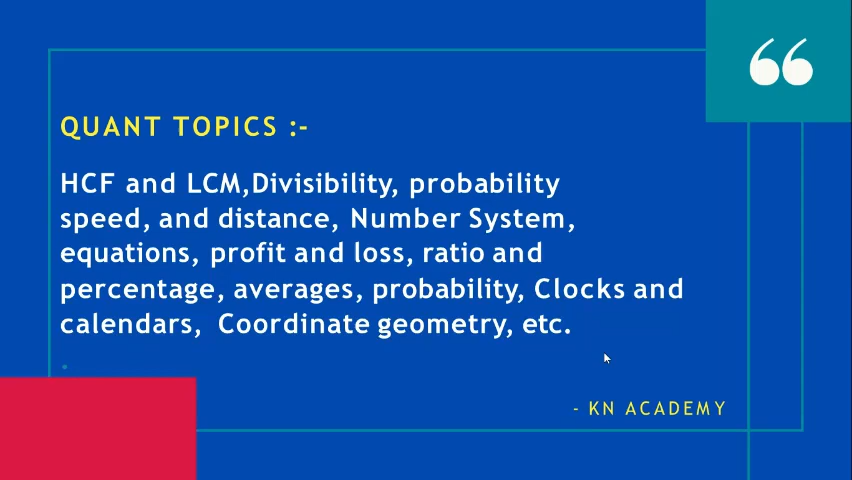 QUANT TOPICS :-
HCF and LCM,Divisibility, probability
speed, and distance, Number System,
equations, profit and loss, ratio and
percentage, averages, probability, Clocks and
calendars, Coordinate geometry, etc.
- KN ACADEMY